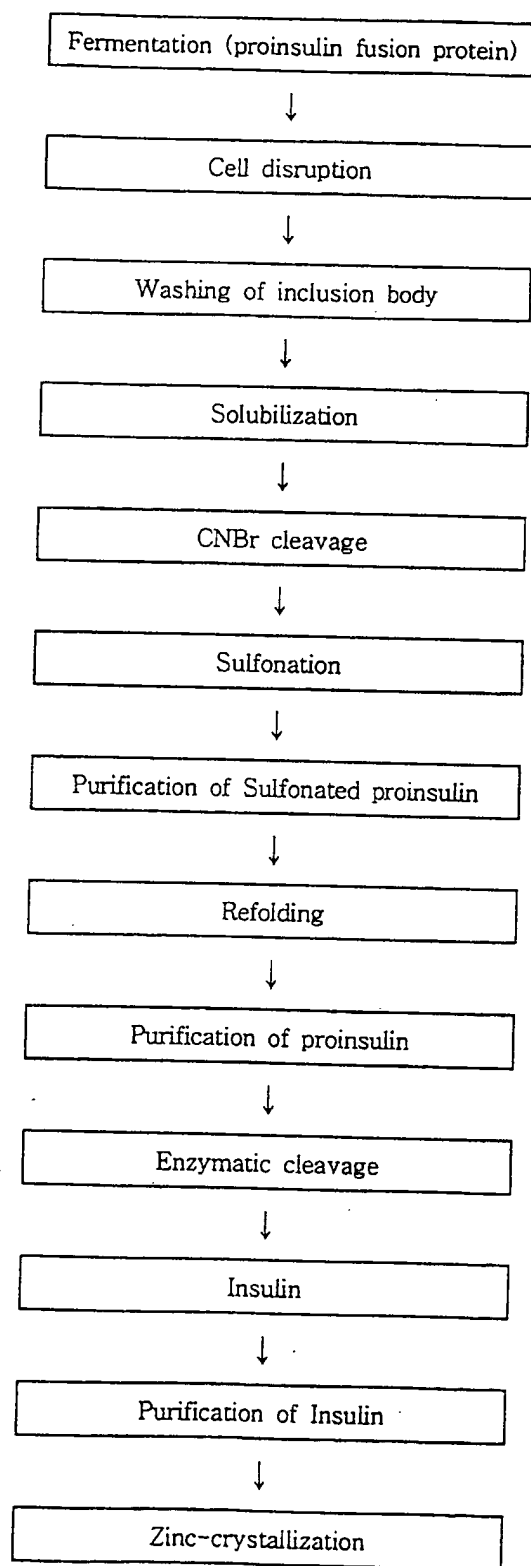 Fermentation (proinsulin fusion protein)
↓
Cell disruption
↓
Washing of inclusion body
↓
Solubilization
↓
CNBr cleavage
↓
Sulfonation
↓
Purification of Sulfonated proinsulin
↓
Refolding
↓
Purification of proinsulin
↓
Enzymatic cleavage
↓
Insulin
↓
Purification of Insulin
↓
Zinc-crystallization